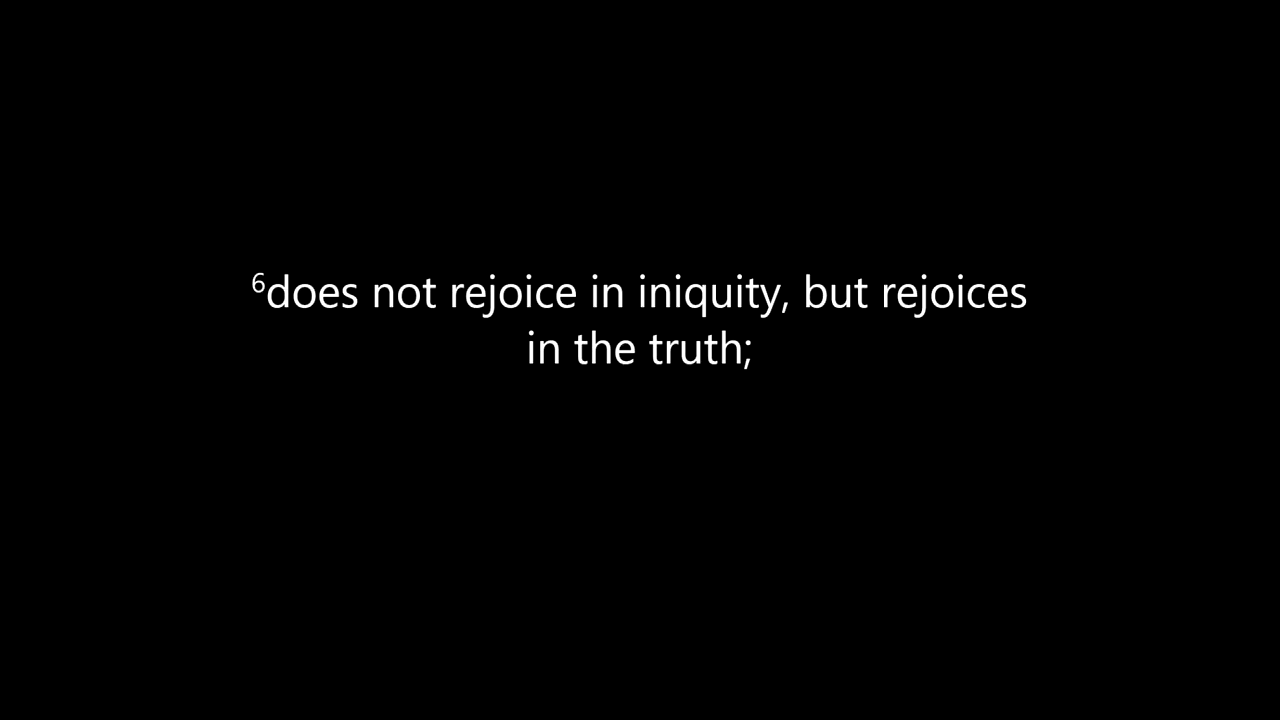 ⁶does not rejoice in iniquity, but rejoices
in the truth;